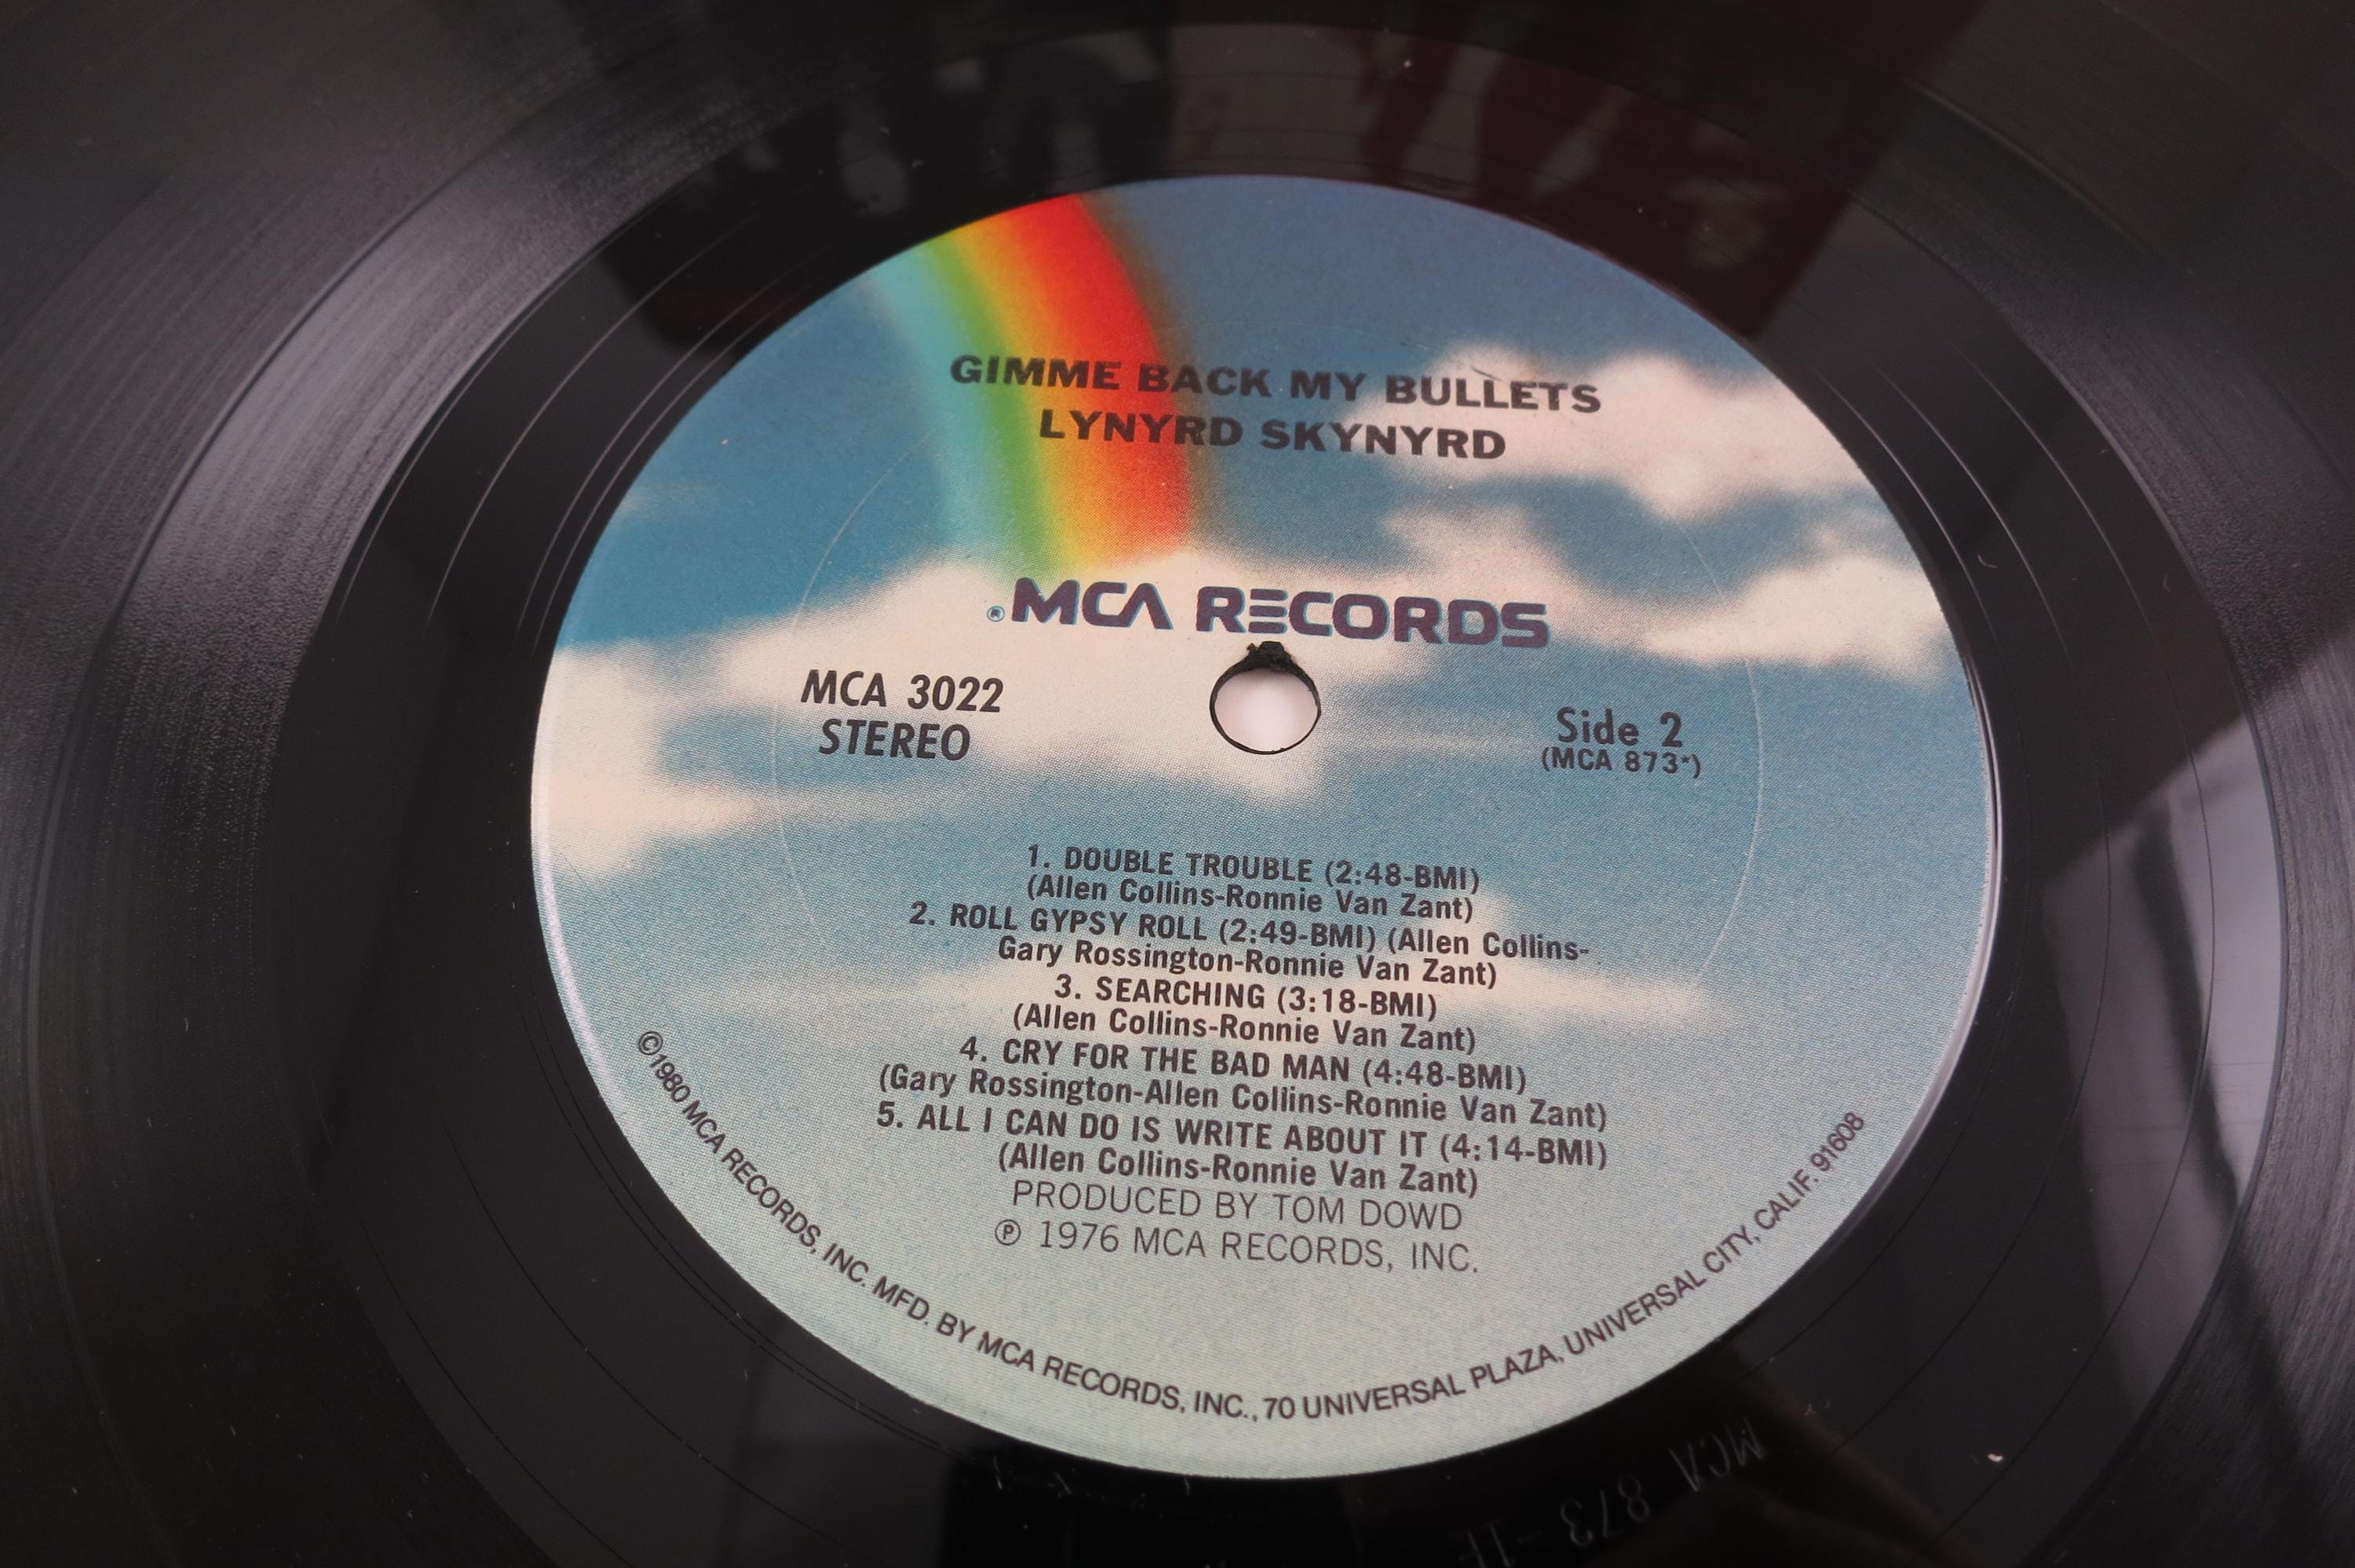 GIMME BACK MY BULLETS
LYNYRD SKYNYRD
®MCA RECORDS
MCA 3022
STEREO
Side 2
(MCA 873*)
1. DOUBLE TROUBLE (2:48-BMI)
(Allen Collins-Ronnie Van Zant)
2. ROLL GYPSY ROLL (2:49-BMI) (Allen Collins-
Gary Rossington-Ronnie Van Zant)
3. SEARCHING (3:18-BMI)
(Allen Collins-Ronnie Van Zant)
4. CRY FOR THE BAD MAN (4:48-BMI)
(Gary Rossington-Allen Collins-Ronnie Van Zant)
5. ALL I CAN DO IS WRITE ABOUT IT (4:14-BMI)
(Allen Collins-Ronnie Van Zant)
PRODUCED BY TOM DOWD
℗ 1976 MCA RECORDS, INC.
©1980 MCA RECORDS, INC. MFD. BY MCA RECORDS, INC., 70 UNIVERSAL PLAZA, UNIVERSAL CITY, CALIF. 91608
MCA 873